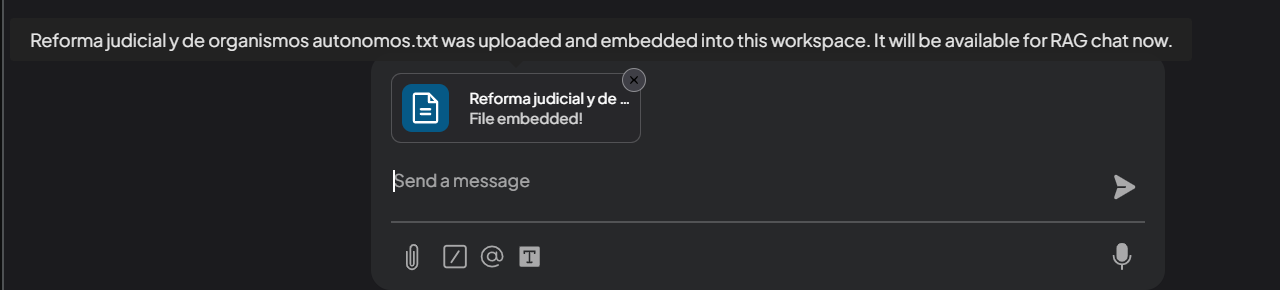 Reforma judicial y de organismos autonomos.txt was uploaded and embedded into this workspace. It will be available for RAG chat now.
Reforma judicial y de ...
File embedded!
Send a message